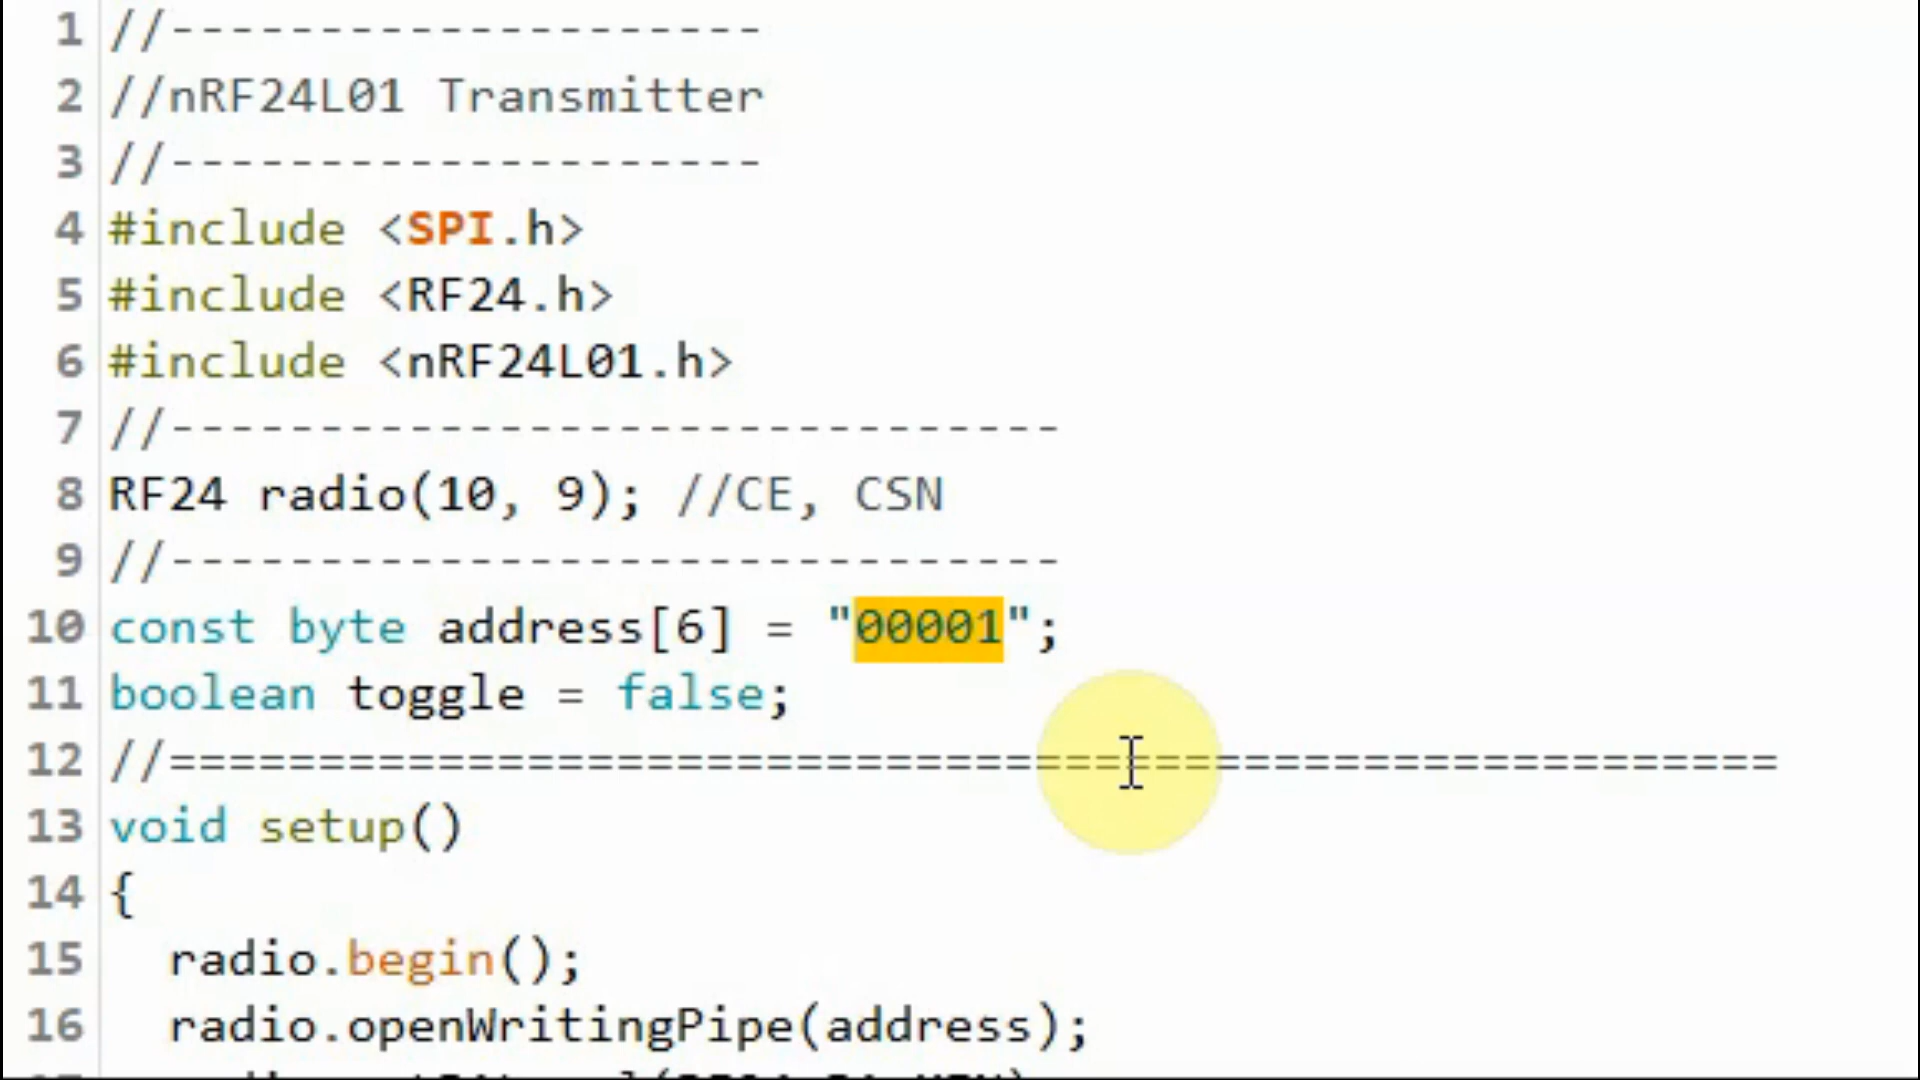 1 //--------------------
2 //nRF24L01 Transmitter
3 //--------------------
4 #include <SPI.h>
5 #include <RF24.h>
6 #include <nRF24L01.h>
7 //------------------------------
8 RF24 radio(10, 9); //CE, CSN
9 //------------------------------
10 const byte address[6] = "00001";
11 boolean toggle = false;
12 //======================================================
13 void setup()
14 {
15 radio.begin();
16 radio.openWritingPipe(address);